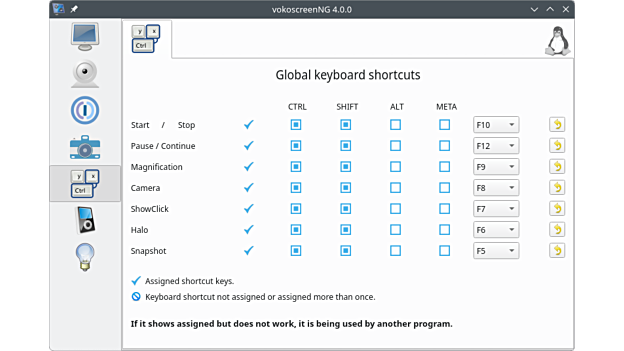 vokoscreenNG 4.0.0
y x
Ctrl
Global keyboard shortcuts
CTRL SHIFT ALT META
Start / Stop F10
Pause / Continue F12
Magnification F9
Camera F8
ShowClick F7
Halo F6
Snapshot F5
y x
Ctrl
Assigned shortcut keys.
Keyboard shortcut not assigned or assigned more than once.
If it shows assigned but does not work, it is being used by another program.